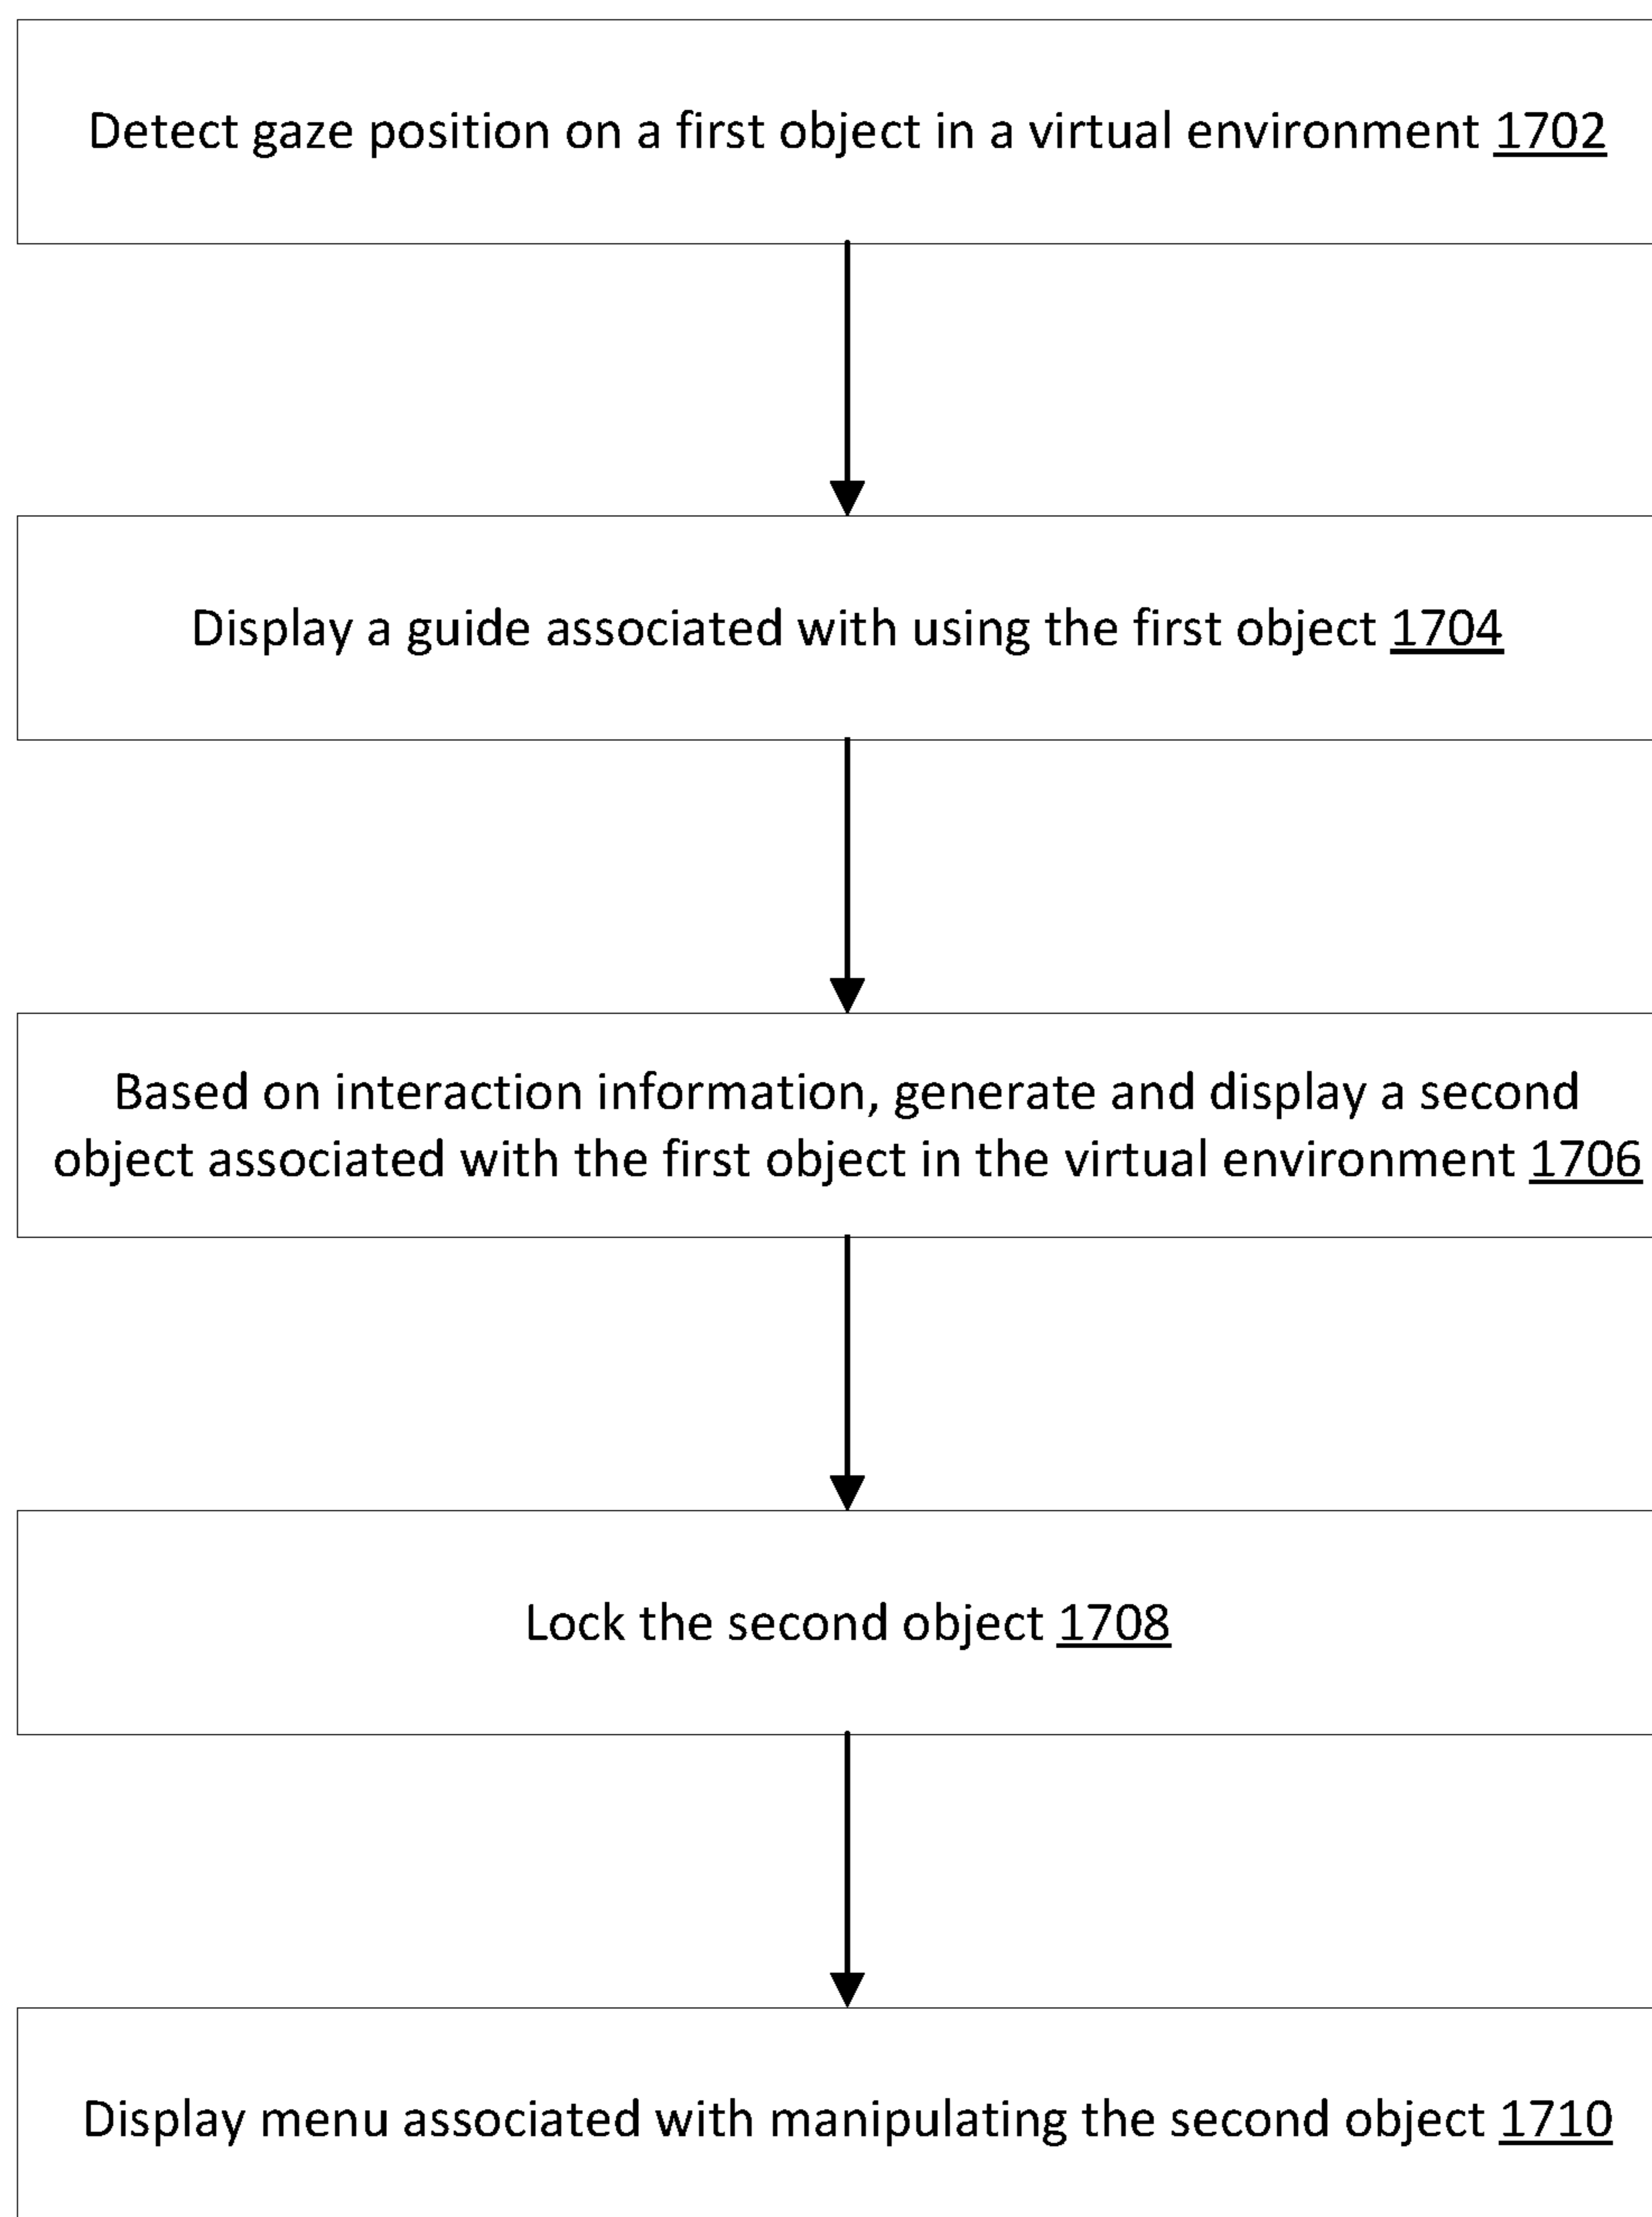 Detect gaze position on a first object in a virtual environment 1702
Display a guide associated with using the first object 1704
Based on interaction information, generate and display a second
object associated with the first object in the virtual environment 1706
Lock the second object 1708
Display menu associated with manipulating the second object 1710